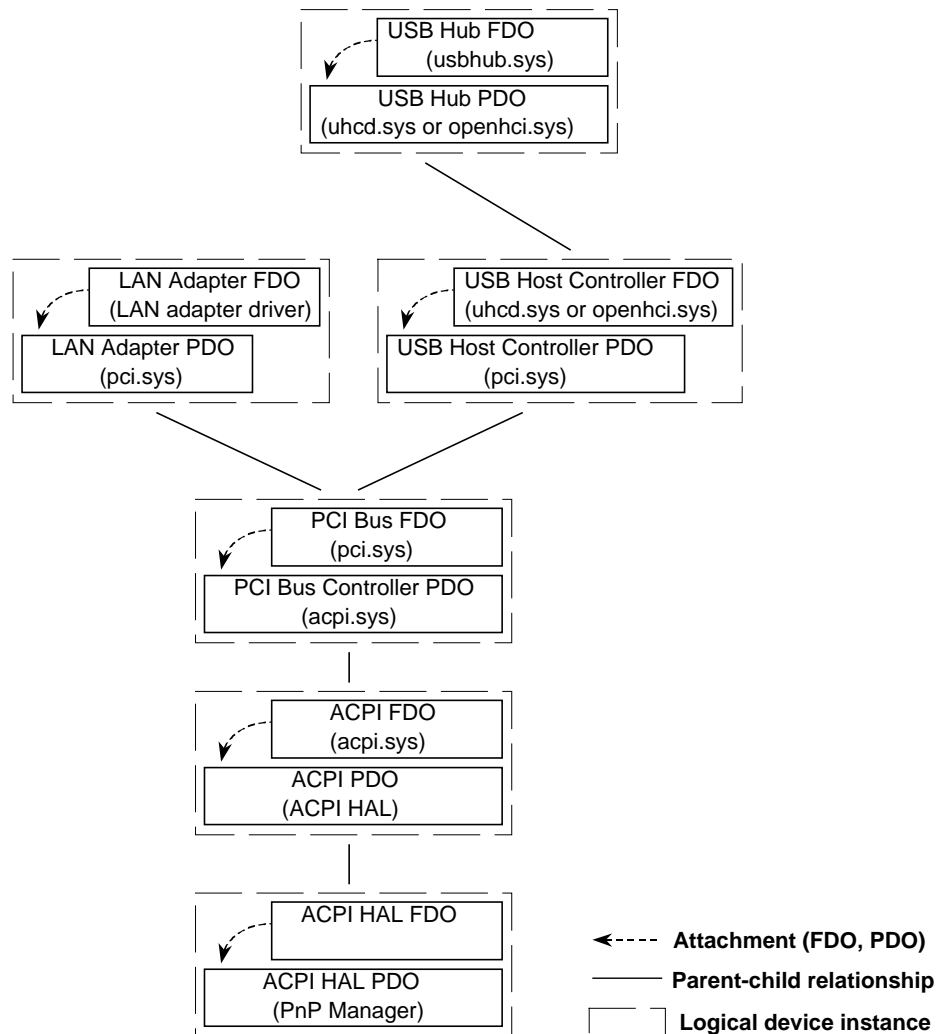 USB Hub FDO
(usbhub.sys)
USB Hub PDO
(uhcd.sys or openhci.sys)
LAN Adapter FDO
(LAN adapter driver)
LAN Adapter PDO
(pci.sys)
USB Host Controller FDO
(uhcd.sys or openhci.sys)
USB Host Controller PDO
(pci.sys)
PCI Bus FDO
(pci.sys)
PCI Bus Controller PDO
(acpi.sys)
ACPI FDO
(acpi.sys)
ACPI PDO
(ACPI HAL)
ACPI HAL FDO
ACPI HAL PDO
(PnP Manager)
Attachment (FDO, PDO)
Parent-child relationship
Logical device instance